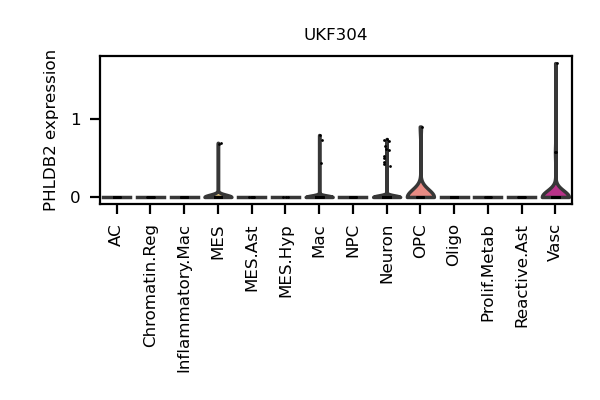 UKF304
PHLDB2 expression
1
0
AC
Chromatin.Reg
Inflammatory.Mac
MES
MES.Ast
MES.Hyp
Mac
NPC
Neuron
OPC
Oligo
Prolif.Metab
Reactive.Ast
Vasc